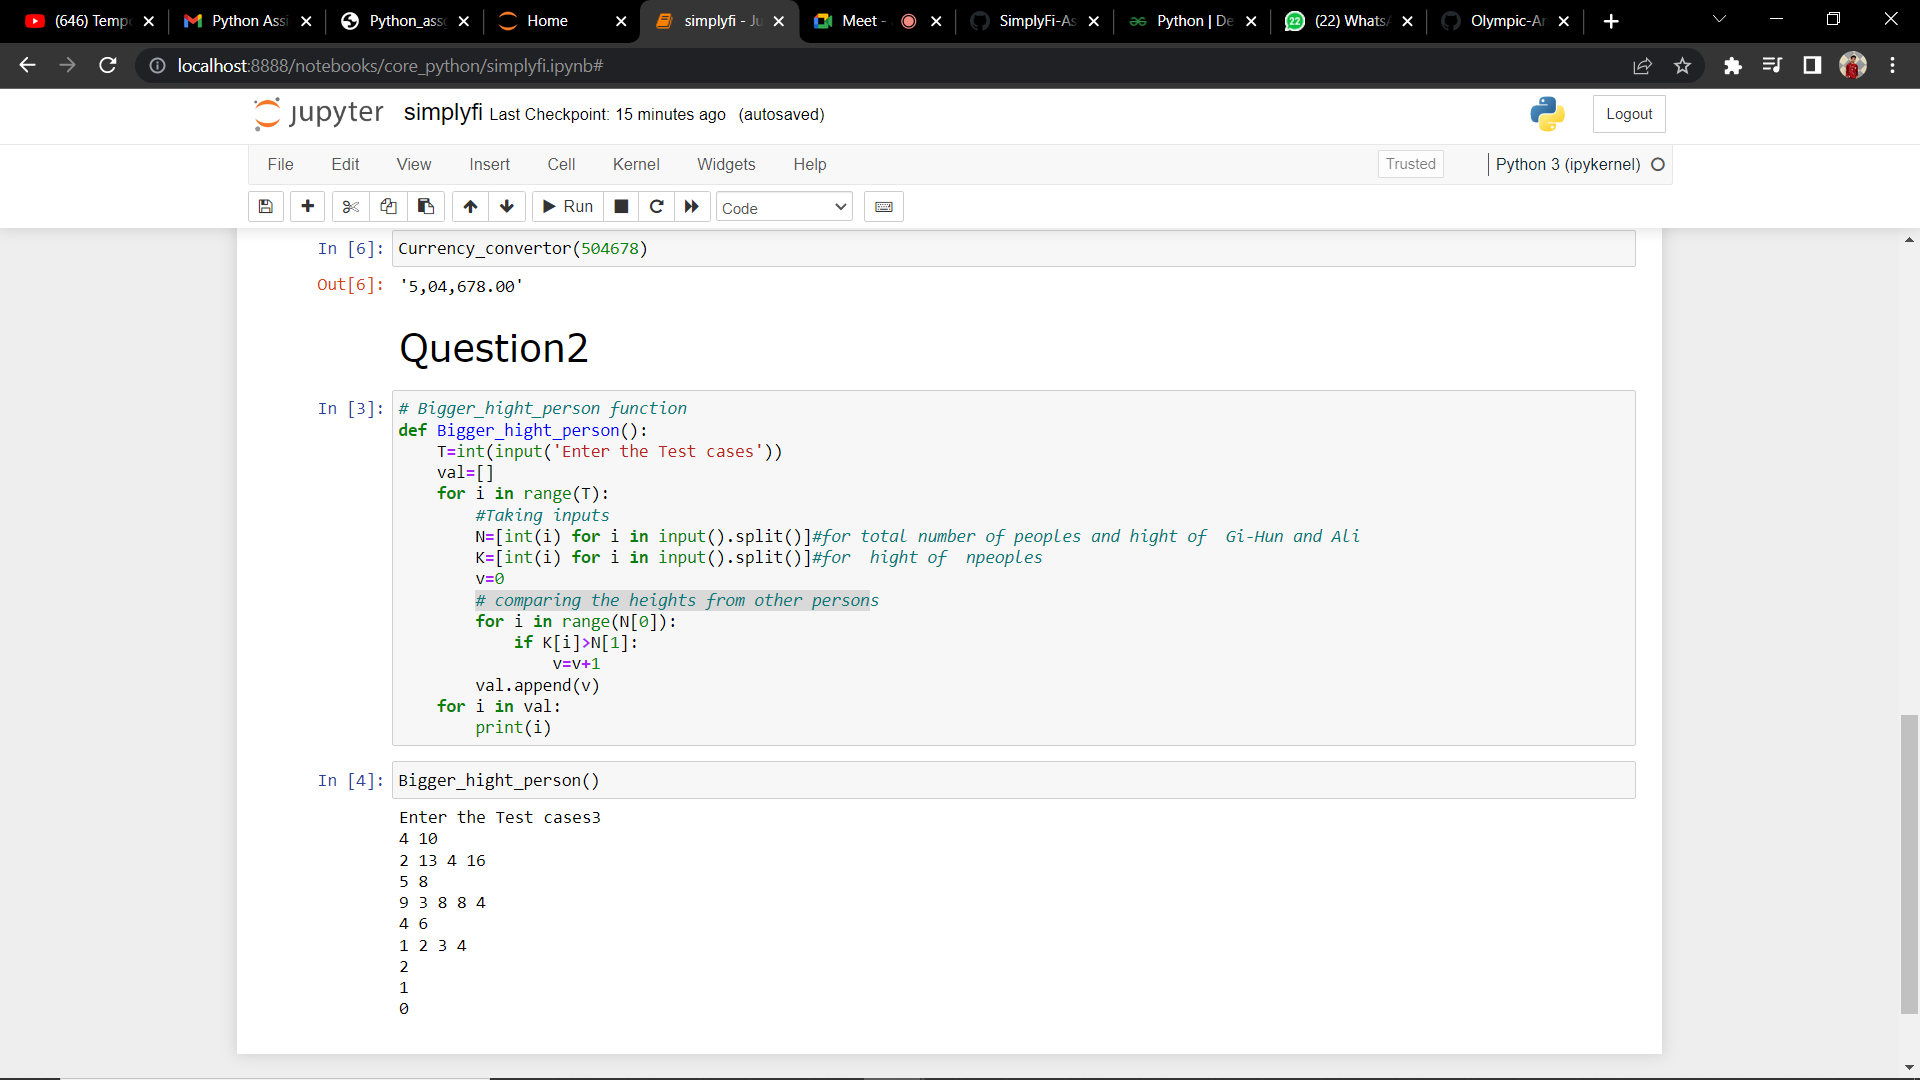 (646) Temp
Python Assi
Python_ass
Home
simplyfi - Ju
Meet -
SimplyFi-As
Python | De
22
(22) Whats
Olympic-An
localhost:8888/notebooks/core_python/simplyfi.ipynb#
jupyter simplyfi Last Checkpoint: 15 minutes ago (autosaved)
Logout
File Edit View Insert Cell Kernel Widgets Help
Trusted
Python 3 (ipykernel)
Run
Code
In [6]: Currency_convertor(504678)
Out[6]: '5,04,678.00'
Question2
In [3]: # Bigger_hight_person function
def Bigger_hight_person():
    T=int(input('Enter the Test cases'))
    val=[]
    for i in range(T):
        #Taking inputs
        N=[int(i) for i in input().split()]#for total number of peoples and hight of  Gi-Hun and Ali
        K=[int(i) for i in input().split()]#for  hight of  npeoples
        v=0
        # comparing the heights from other persons
        for i in range(N[0]):
            if K[i]>N[1]:
                v=v+1
        val.append(v)
    for i in val:
        print(i)
In [4]: Bigger_hight_person()
Enter the Test cases3
4 10
2 13 4 16
5 8
9 3 8 8 4
4 6
1 2 3 4
2
1
0